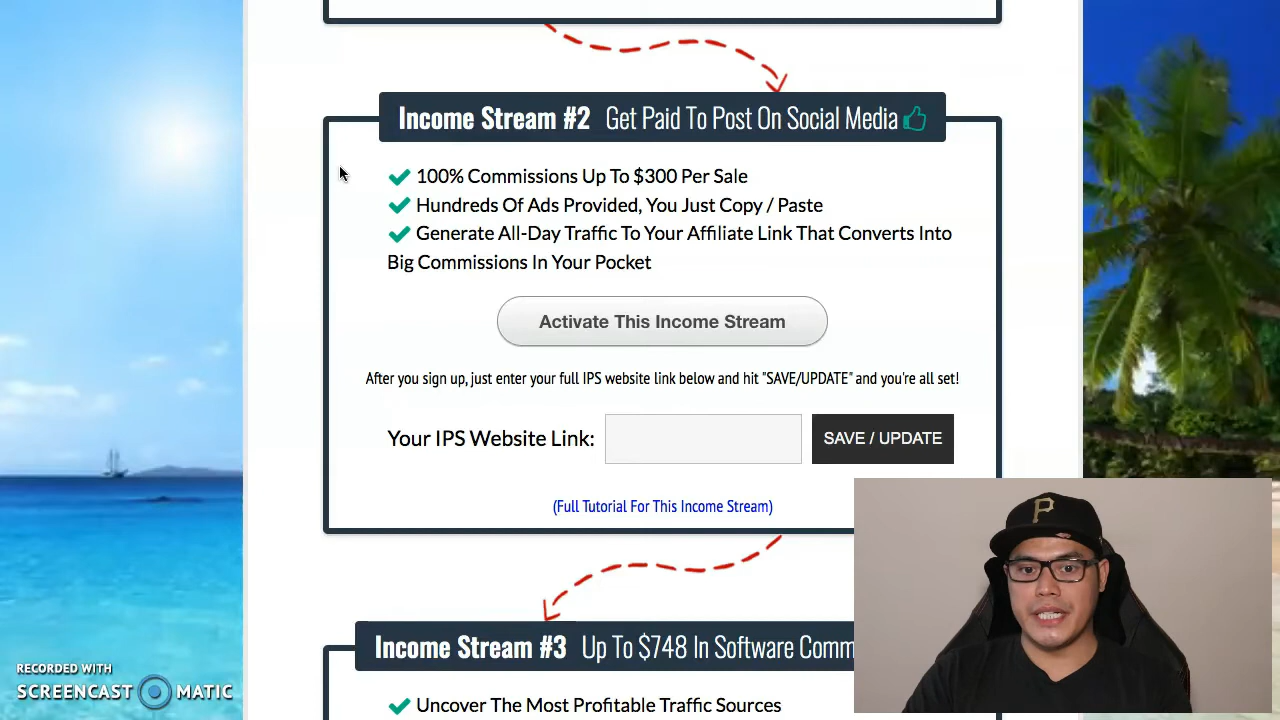 Income Stream #2 Get Paid To Post On Social Media
100% Commissions Up To $300 Per Sale
Hundreds Of Ads Provided, You Just Copy / Paste
Generate All-Day Traffic To Your Affiliate Link That Converts Into
Big Commissions In Your Pocket
Activate This Income Stream
After you sign up, just enter your full IPS website link below and hit "SAVE/UPDATE" and you're all set!
Your IPS Website Link: SAVE / UPDATE
(Full Tutorial For This Income Stream)
P
Income Stream #3 Up To $748 In Software Comm
Uncover The Most Profitable Traffic Sources
RECORDED WITH
SCREENCAST MATIC